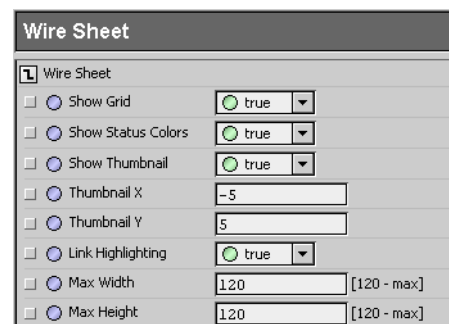 Wire Sheet
Wire Sheet
Show Grid true
Show Status Colors true
Show Thumbnail true
Thumbnail X -5
Thumbnail Y 5
Link Highlighting true
Max Width 120 [120 - max]
Max Height 120 [120 - max]